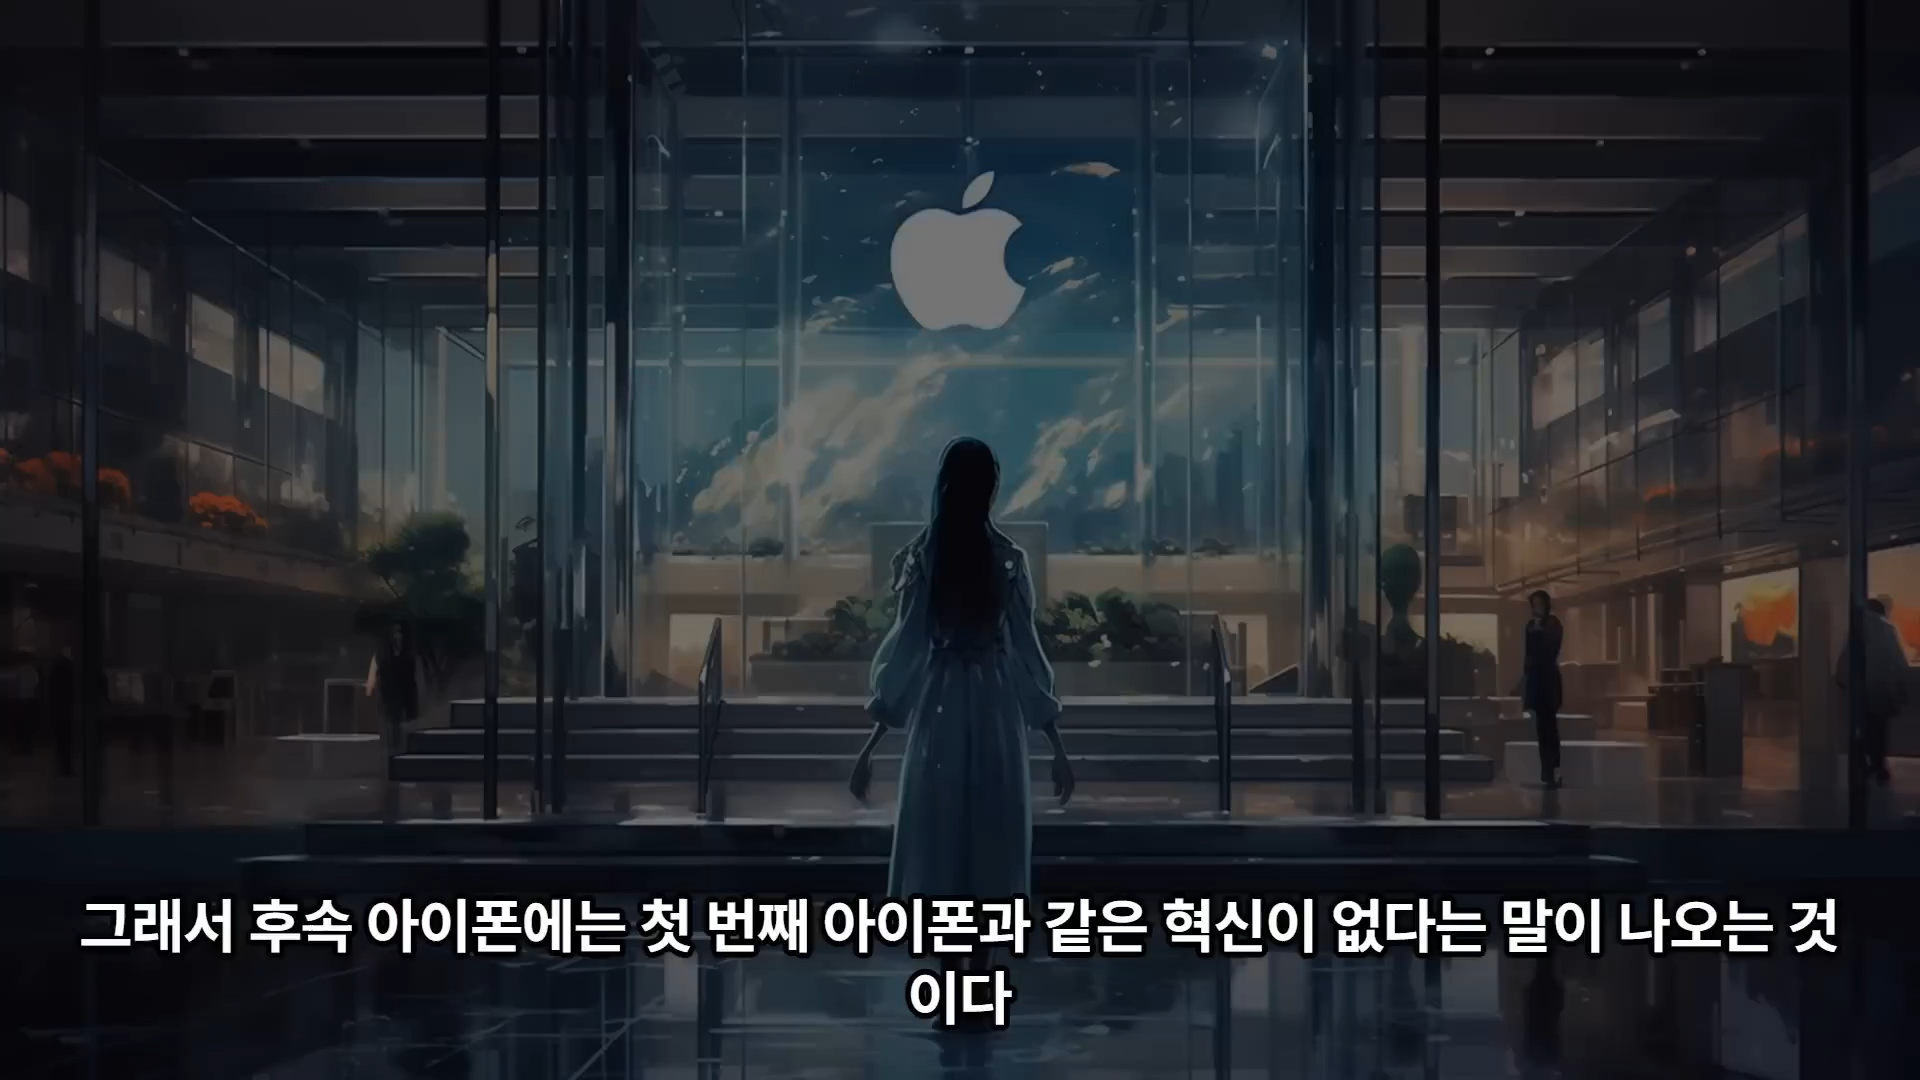 그래서 후속 아이폰에는 첫 번째 아이폰과 같은 혁신이 없다는 말이 나오는 것
이다